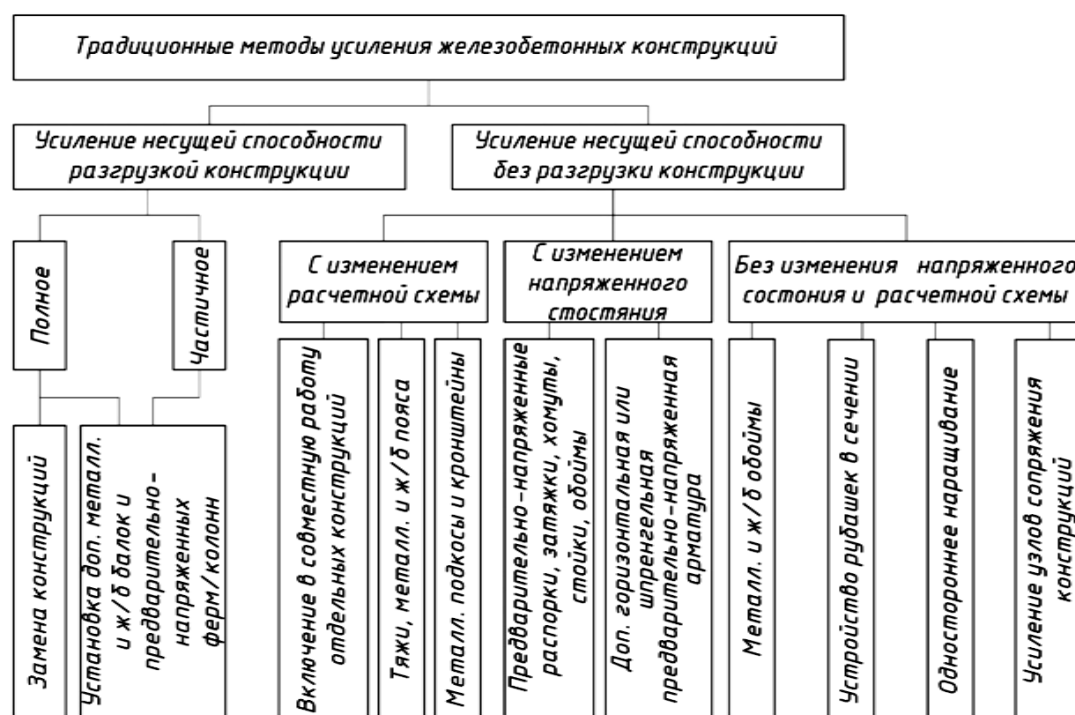 Традиционные методы усиления железобетонных конструкций
Усиление несущей способности
разгрузкой конструкции
Усиление несущей способности
без разгрузки конструкции
Полное
Частичное
С изменением
расчетной схемы
С изменением
напряженного
стостяния
Без изменения напряженного
состония и расчетной схемы
Замена конструкций
Установка доп. металл.
и ж/б балок и
предварительно-
напряженных
ферм/колонн
Включение в совместную работу
отдельных конструкций
Тяжи, металл. и ж/б пояса
Металл. подкосы и кронштейны
Предварительно-напряженные
распорки, затяжки, хомуты,
стойки, обоймы
Доп. горизонтальная или
шпренгельная
предварительно-напряженная
арматура
Металл. и ж/б обоймы
Устройство рубашек в сечении
Одностороннее наращивание
Усиление узлов сопряжения
конструкций